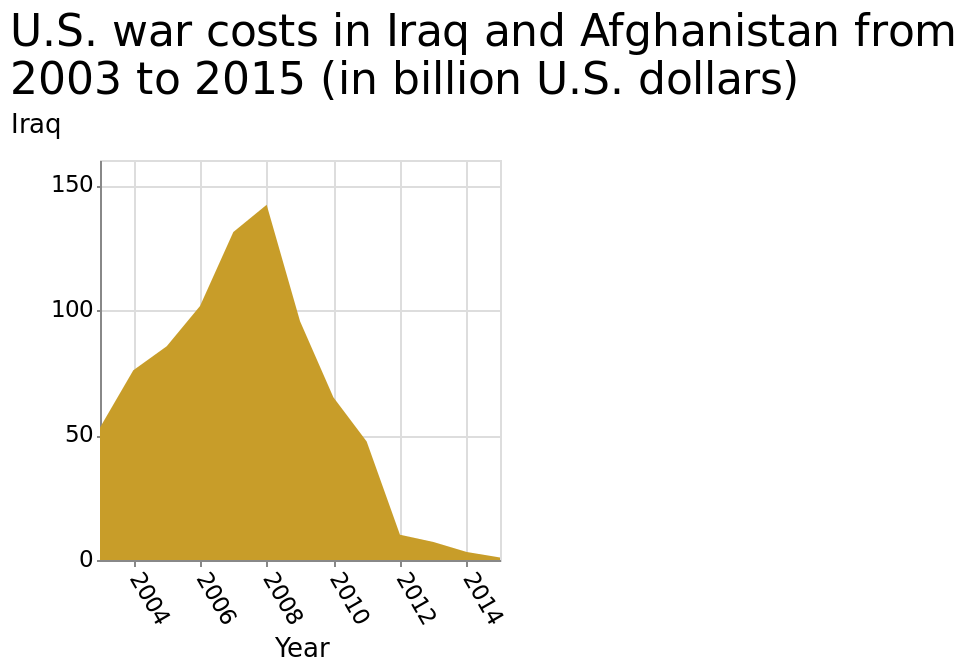 U.S. war costs in Iraq and Afghanistan from
2003 to 2015 (in billion U.S. dollars)
Iraq
150
100
50
0
2004 2006 2008 2010 2012 2014
Year